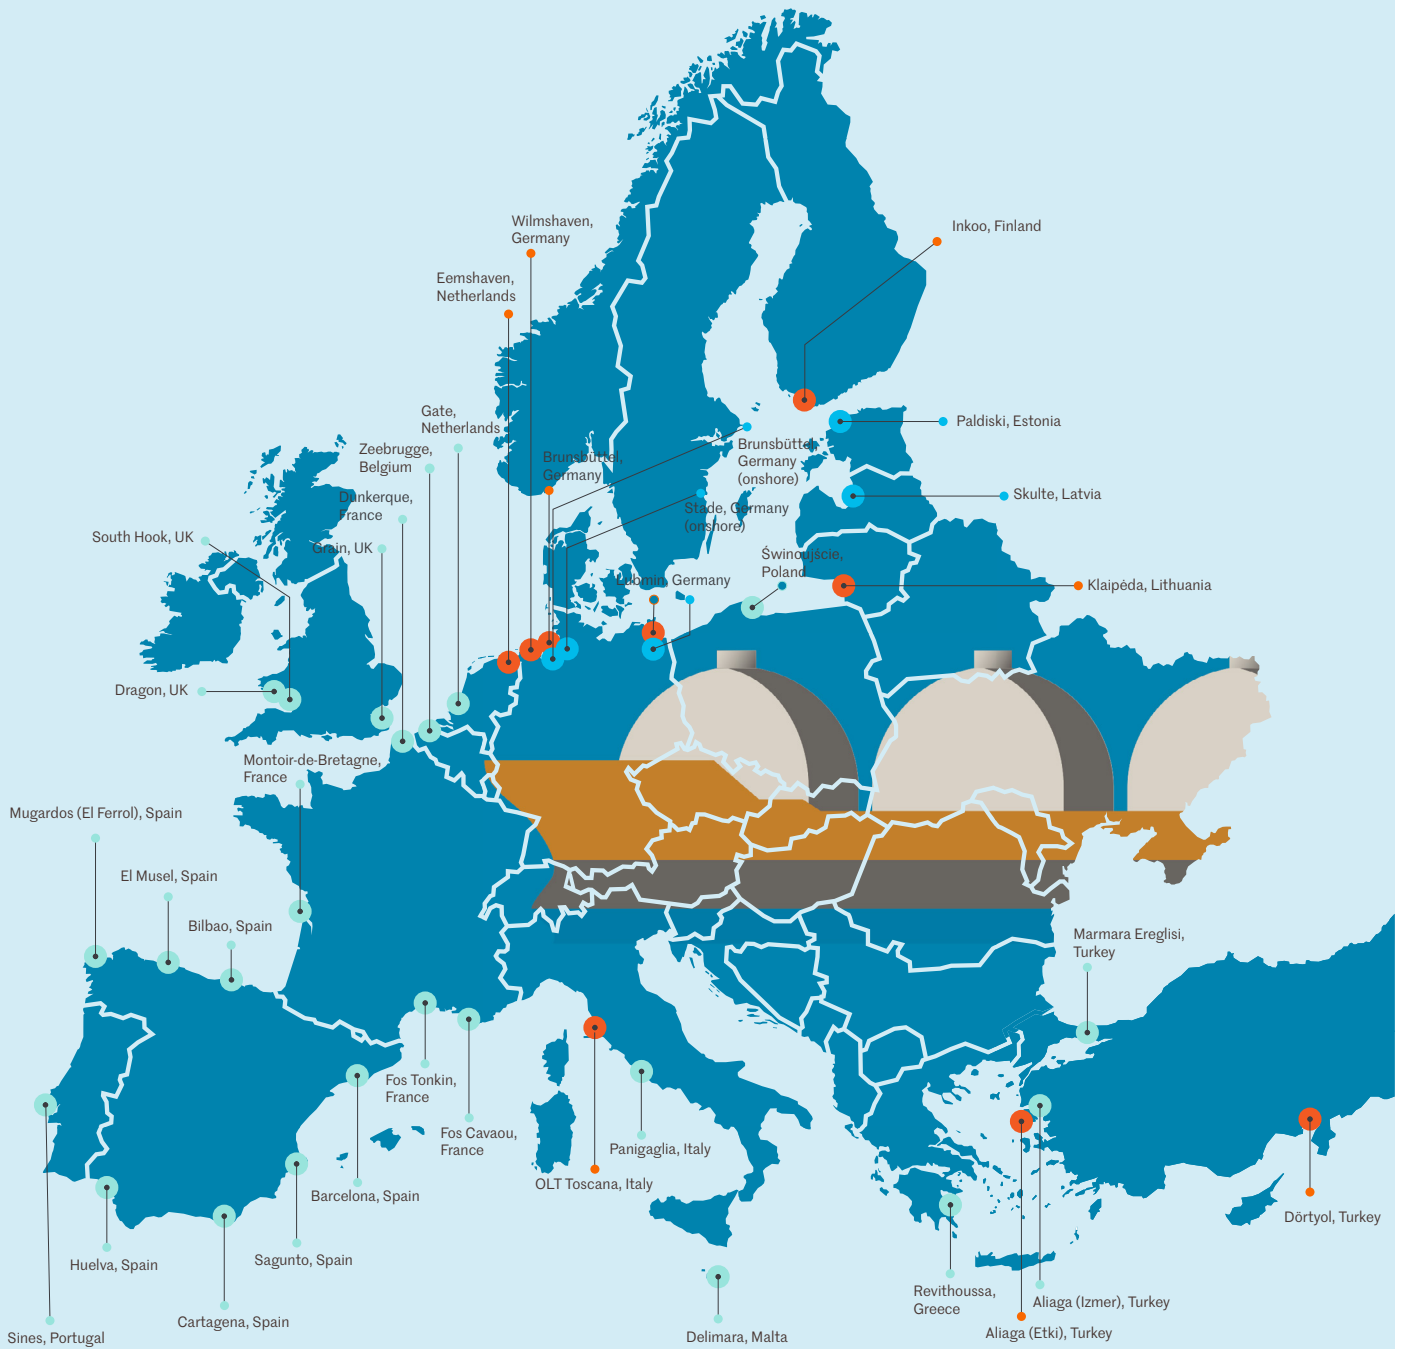 Wilmshaven,
Germany
Inkoo, Finland
Eemshaven,
Netherlands
Gate,
Netherlands
Paldiski, Estonia
Zeebrugge,
Belgium
Brunsbüttel,
Germany
Brunsbüttel,
Germany
(onshore)
Dunkerque,
France
Skulte, Latvia
Stade, Germany
(onshore)
South Hook, UK
Grain, UK
Świnoujście,
Poland
Lubmin, Germany
Klaipėda, Lithuania
Dragon, UK
Montoir-de-Bretagne,
France
Mugardos (El Ferrol), Spain
El Musel, Spain
Bilbao, Spain
Marmara Ereglisi,
Turkey
Fos Tonkin,
France
Fos Cavaou,
France
Panigaglia, Italy
OLT Toscana, Italy
Barcelona, Spain
Dörtyol, Turkey
Sagunto, Spain
Huelva, Spain
Revithoussa,
Greece
Aliaga (Izmer), Turkey
Cartagena, Spain
Aliaga (Etki), Turkey
Sines, Portugal
Delimara, Malta